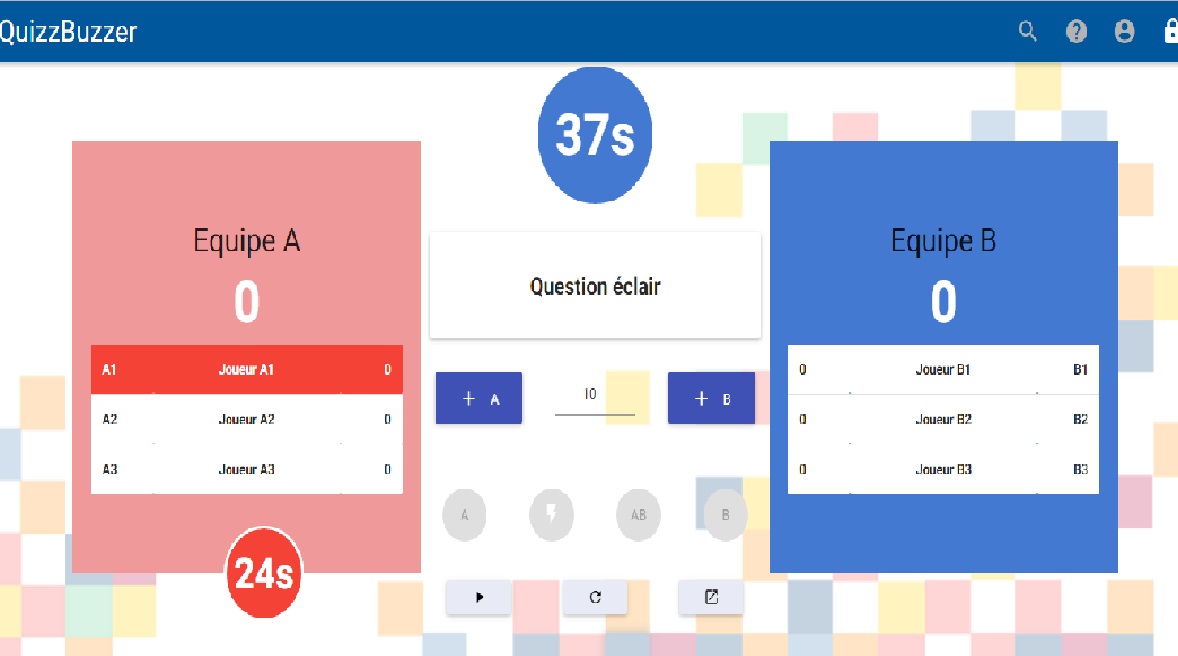 QuizzBuzzer
37s
Equipe A
0
A1 Joueur A1 0
A2 Joueur A2 0
A3 Joueur A3 0
24s
Question éclair
+ A
10
+ B
A
AB
B
Equipe B
0
0 Joueur B1 B1
0 Joueur B2 B2
0 Joueur B3 B3